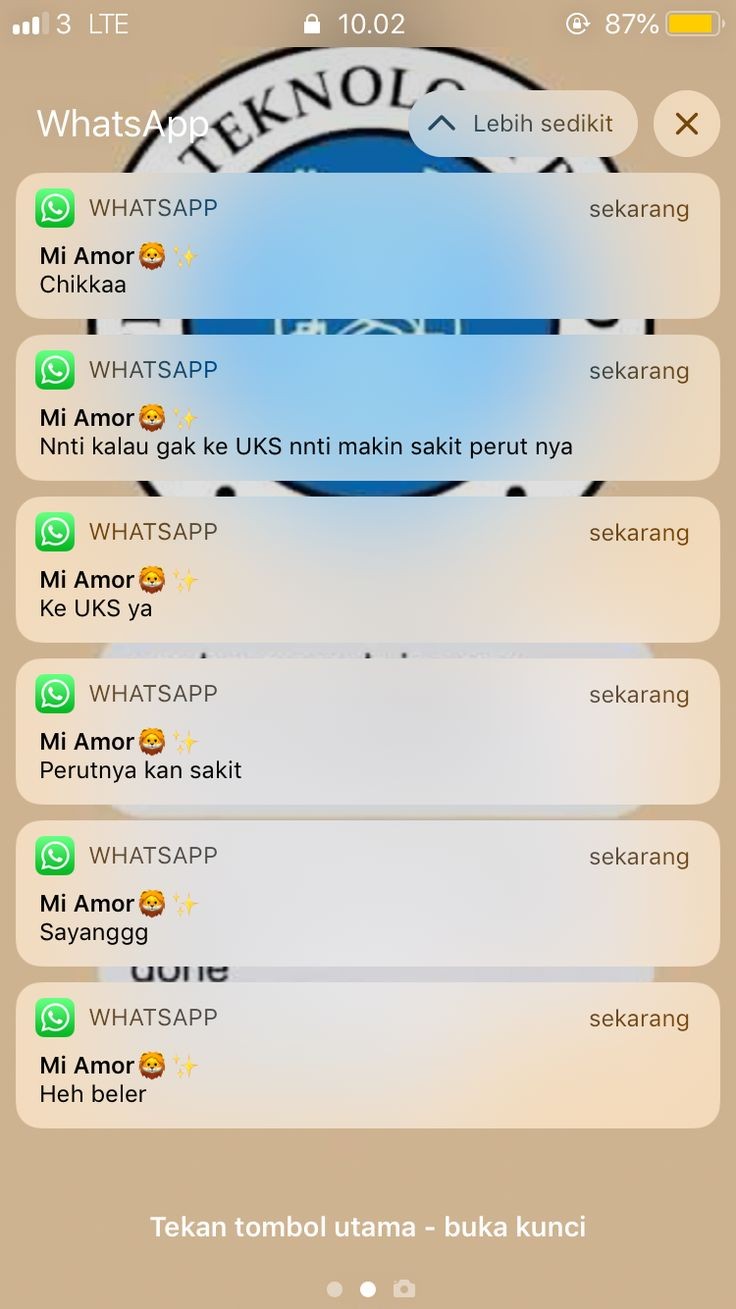 3 LTE 10.02 87%
TEKNOLO
WhatsApp
Lebih sedikit
WHATSAPP sekarang
Mi Amor🦁✨
Chikkaa
WHATSAPP sekarang
Mi Amor🦁✨
Nnti kalau gak ke UKS nnti makin sakit perut nya
WHATSAPP sekarang
Mi Amor🦁✨
Ke UKS ya
WHATSAPP sekarang
Mi Amor🦁✨
Perutnya kan sakit
WHATSAPP sekarang
Mi Amor🦁✨
Sayanggg
done
WHATSAPP sekarang
Mi Amor🦁✨
Heh beler
Tekan tombol utama - buka kunci